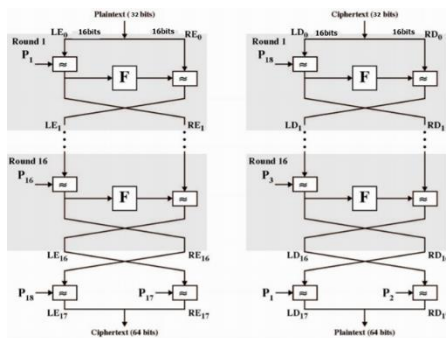 Plaintext (32 bits)
LE0 16bits 16bits RE0
Round 1
P1
≈
F
≈
LE1 RE1
Round 16
P16
≈
F
≈
LE16 RE16
P18
≈
P17
≈
LE17 RE17
Ciphertext (64 bits)
Ciphertext (32 bits)
LD0 16bits 16bits RD0
Round 1
P18
≈
F
≈
LD1 RD1
Round 16
P3
≈
F
≈
LD16 RD16
P1
≈
P2
≈
LD17 RD17
Plaintext (64 bits)